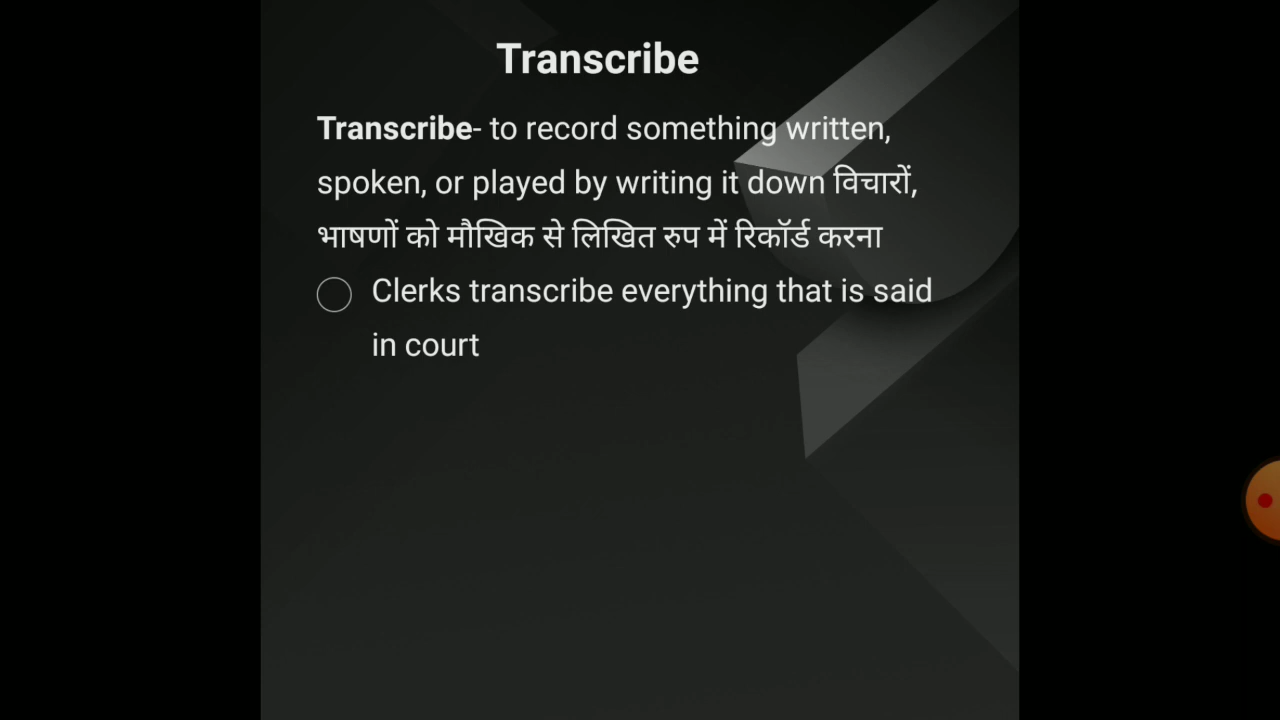 Transcribe
Transcribe- to record something written,
spoken, or played by writing it down विचारों,
भाषणों को मौखिक से लिखित रुप में रिकॉर्ड करना
Clerks transcribe everything that is said
in court